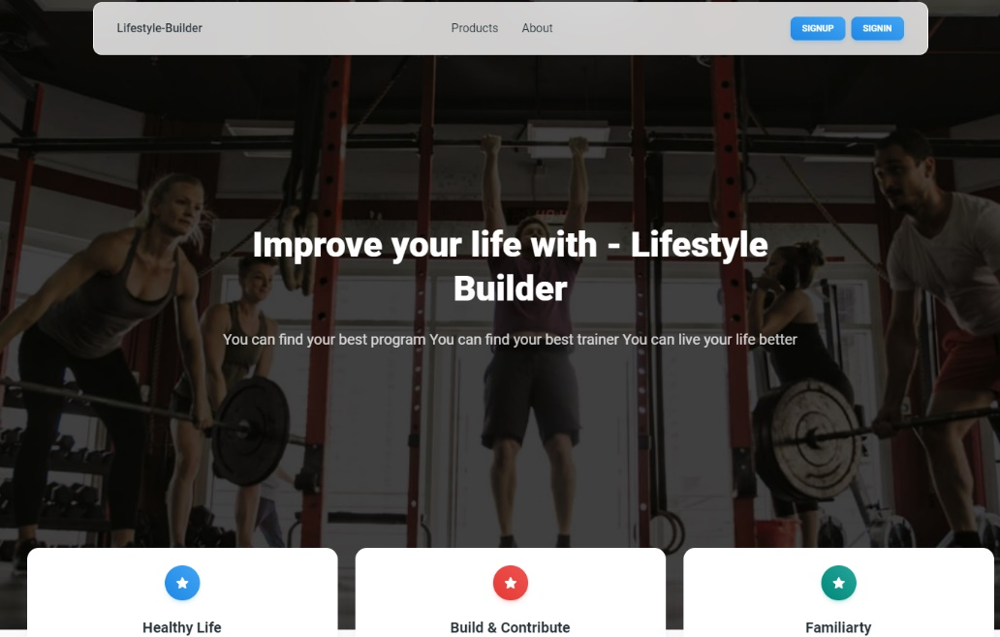 Lifestyle-Builder
Products
About
SIGNUP
SIGNIN
Improve your life with - Lifestyle
Builder
You can find your best program You can find your best trainer You can live your life better
Healthy Life
Build & Contribute
Familiarty